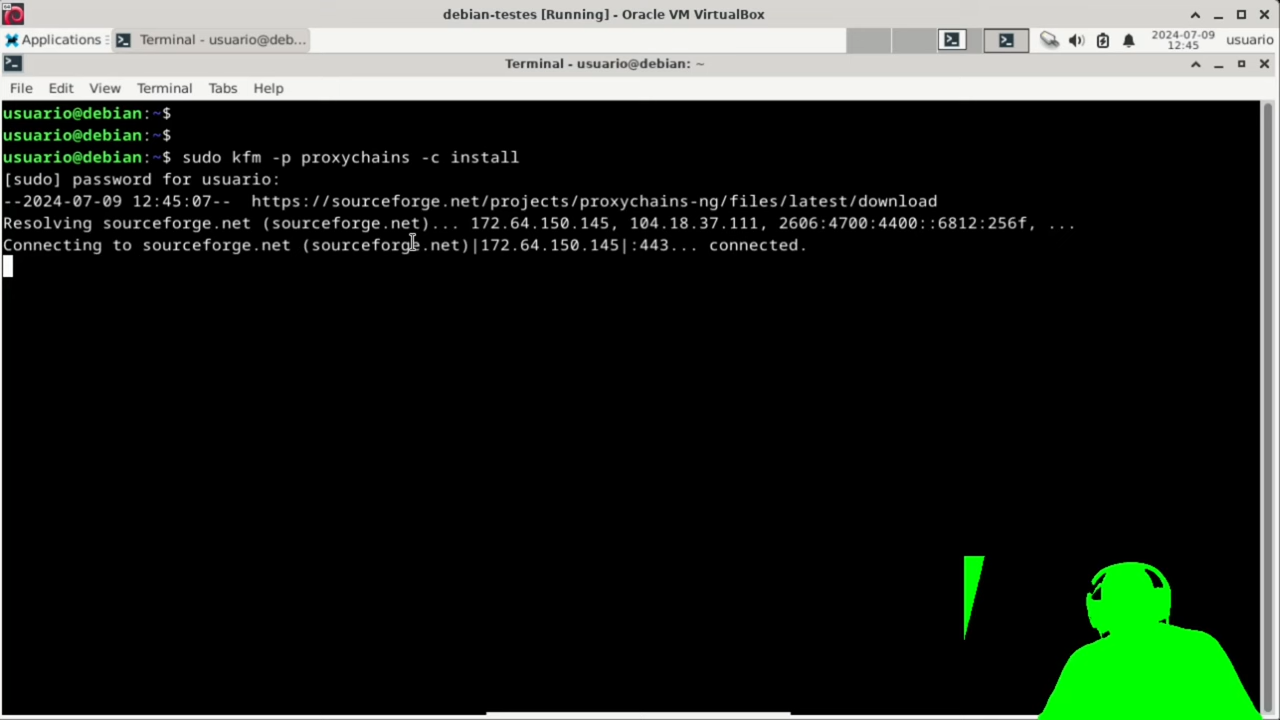 debian-testes [Running] - Oracle VM VirtualBox
Applications Terminal - usuario@deb... 2024-07-09 12:45 usuario
Terminal - usuario@debian: ~
File Edit View Terminal Tabs Help
usuario@debian:~$
usuario@debian:~$
usuario@debian:~$ sudo kfm -p proxychains -c install
[sudo] password for usuario:
--2024-07-09 12:45:07-- https://sourceforge.net/projects/proxychains-ng/files/latest/download
Resolving sourceforge.net (sourceforge.net)... 172.64.150.145, 104.18.37.111, 2606:4700:4400::6812:256f, ...
Connecting to sourceforge.net (sourceforge.net)|172.64.150.145|:443... connected.